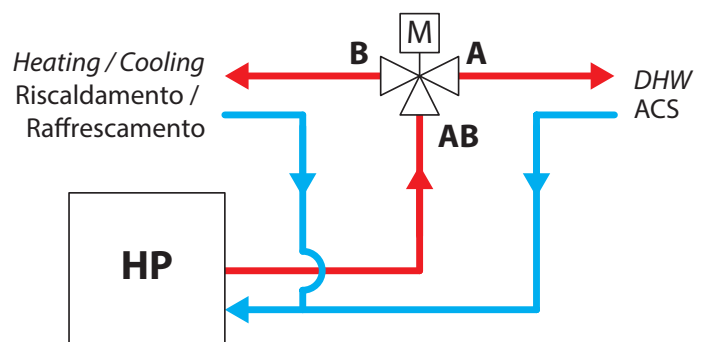 M
B
A
Heating / Cooling
Riscaldamento /
Raffrescamento
DHW
ACS
AB
HP